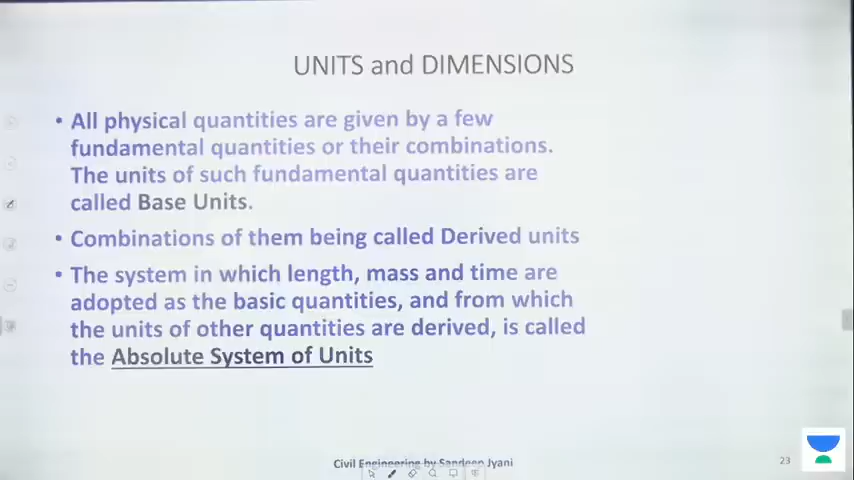 UNITS and DIMENSIONS
• All physical quantities are given by a few
fundamental quantities or their combinations.
The units of such fundamental quantities are
called Base Units.
• Combinations of them being called Derived units
• The system in which length, mass and time are
adopted as the basic quantities, and from which
the units of other quantities are derived, is called
the Absolute System of Units
Civil Engineering by Sandeep Jyani
23